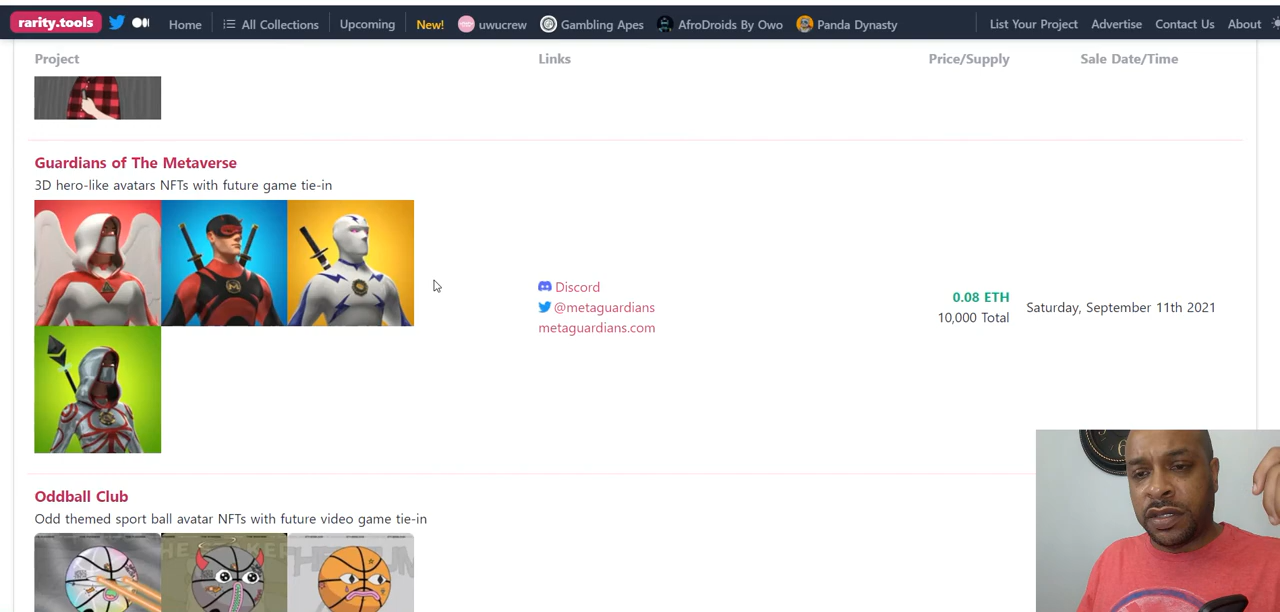 rarity.tools Home All Collections Upcoming New! uwucrew Gambling Apes AfroDroids By Owo Panda Dynasty List Your Project Advertise Contact Us About
Project Links Price/Supply Sale Date/Time
Guardians of The Metaverse
3D hero-like avatars NFTs with future game tie-in
Discord
@metaguardians
metaguardians.com
0.08 ETH
10,000 Total
Saturday, September 11th 2021
Oddball Club
Odd themed sport ball avatar NFTs with future video game tie-in